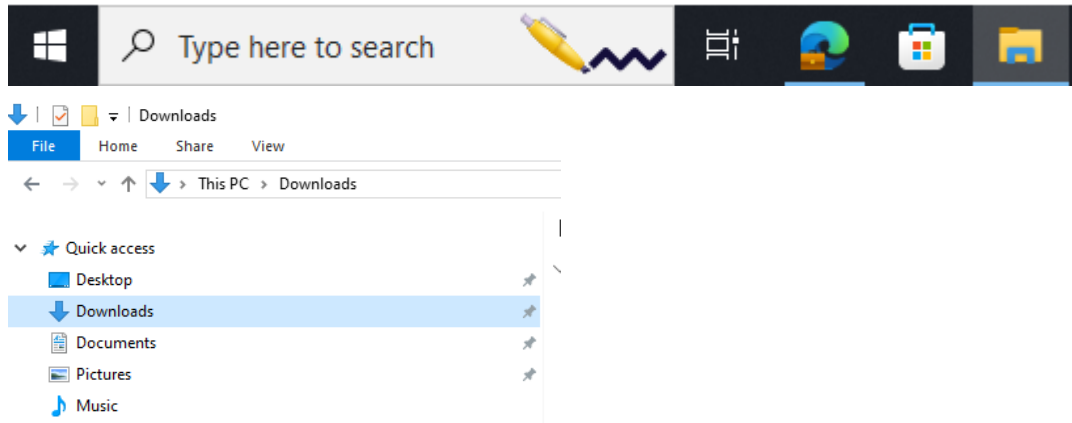 Type here to search
Downloads
File Home Share View
This PC > Downloads
Quick access
Desktop
Downloads
Documents
Pictures
Music